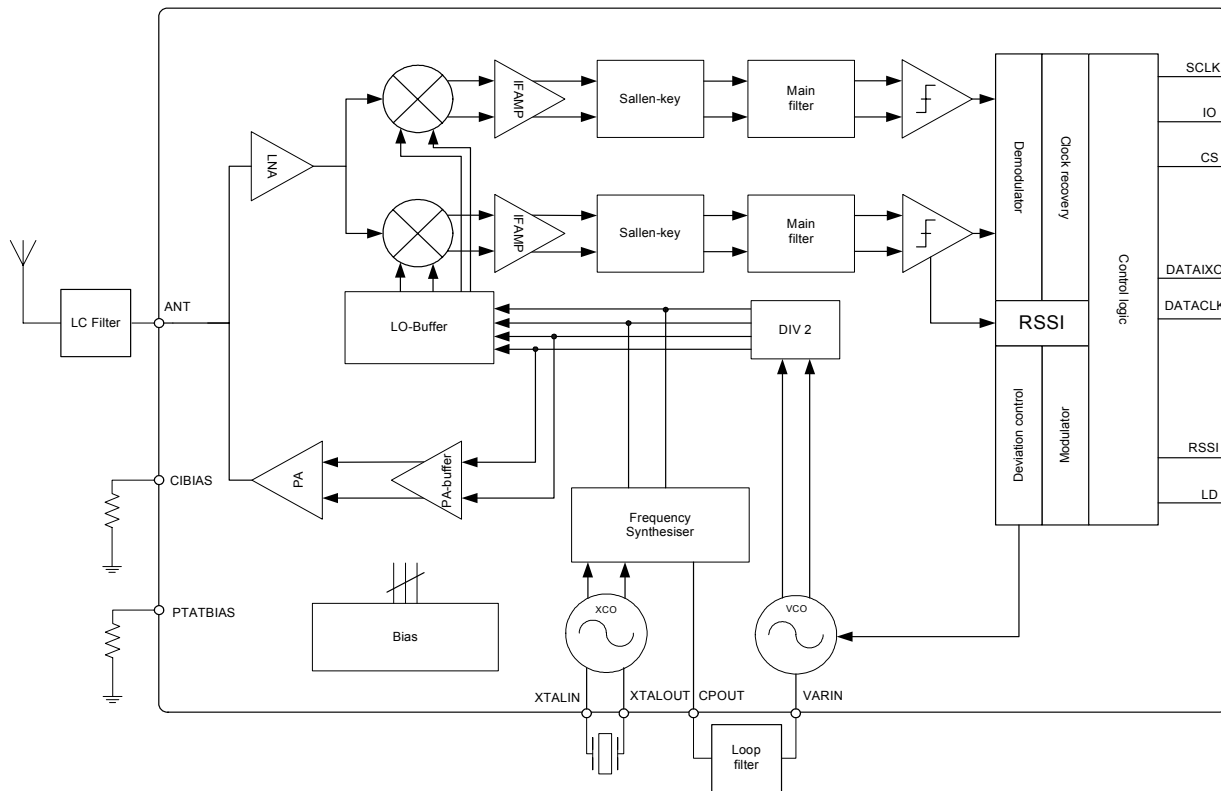 SCLK
IO
CS
IFAMP
Sallen-key
Main
filter
LNA
Demodulator
Clock recovery
IFAMP
Sallen-key
Main
filter
Control logic
DATAIXO
DATACLK
ANT
LC Filter
LO-Buffer
DIV 2
RSSI
Deviation control
Modulator
RSSI
LD
CIBIAS
PA
PA-buffer
Frequency
Synthesiser
PTATBIAS
Bias
XCO
VCO
XTALIN
XTALOUT
CPOUT
VARIN
Loop
filter